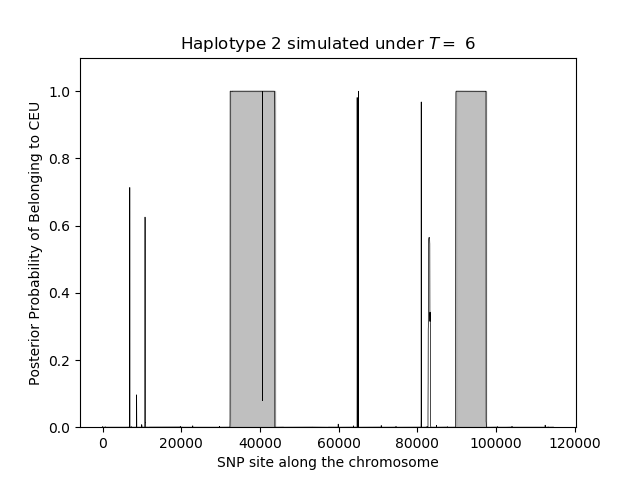 Haplotype 2 simulated under T = 6
Posterior Probability of Belonging to CEU
1.0
0.8
0.6
0.4
0.2
0.0
0 20000 40000 60000 80000 100000 120000
SNP site along the chromosome